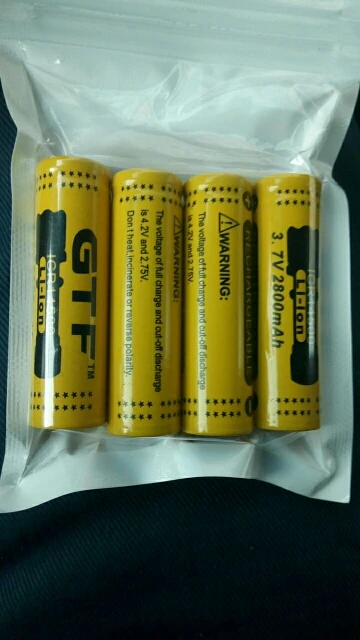 GTF™
Li-ion
WARNING:
The voltage of full charge and cut-off discharge
is 4.2V and 2.75V.
Don't heat,incinerate or reverse polarity.
WARNING:
The voltage of full charge and cut-off discharge
is 4.2V and 2.75V.
RECHARGEABLE
3.7V 2800mAh
Li-ion